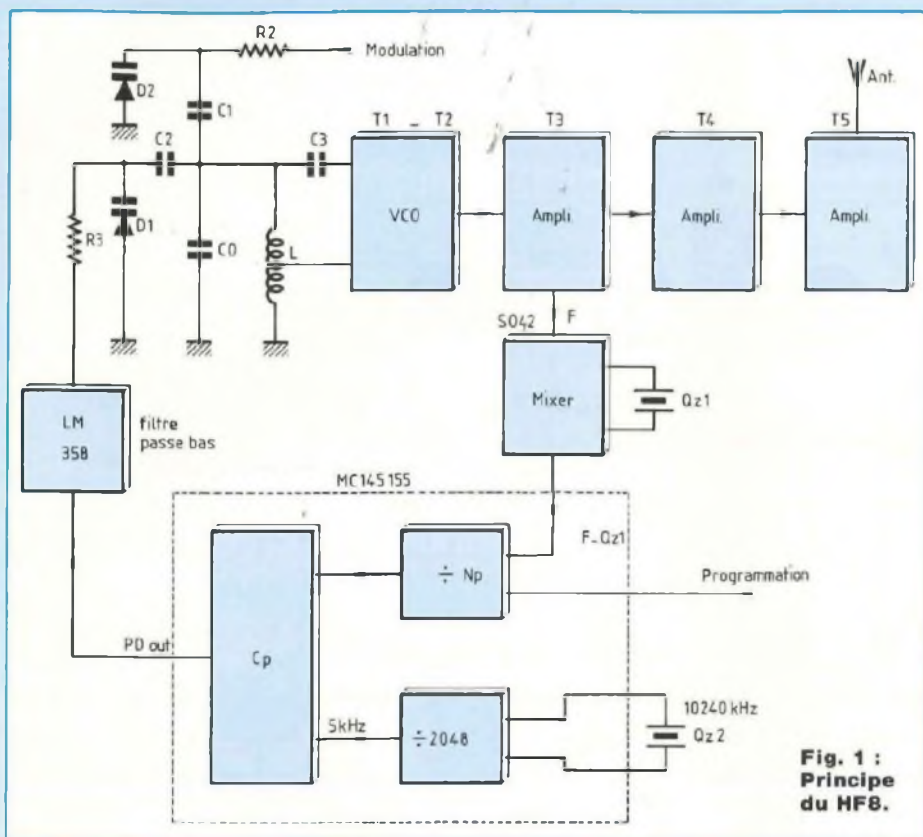 R2
Modulation
D2
C1
Ant.
C2
C3
T1 _ T2
T3
T4
T5
R3
D1
C0
L
VCO
Ampli.
Ampli.
Ampli.
S042
F
Mixer
Qz1
LM
358
filtre
passe bas
MC145155
F_Qz1
÷ Np
Programmation
PD out
Cp
5kHz
÷2048
10240 kHz
Qz2
Fig. 1 :
Principe
du HF8.